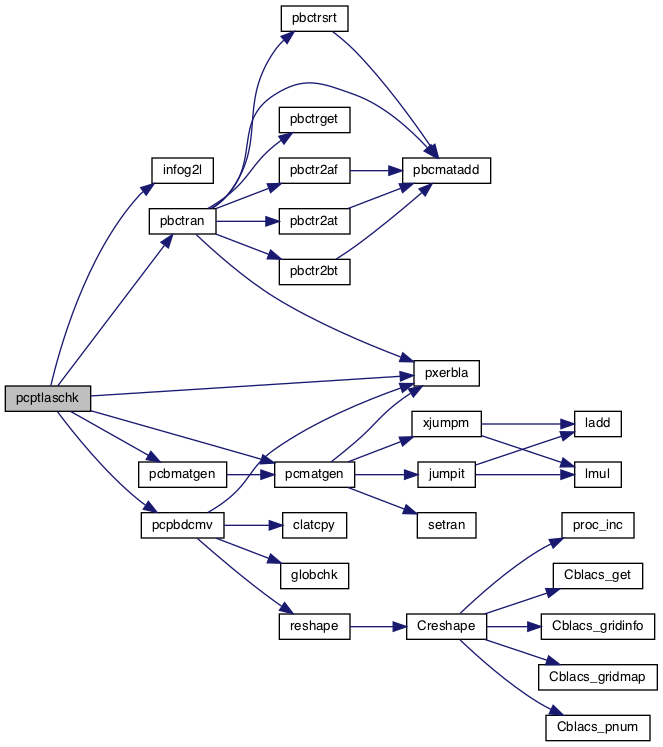 pbctrsrt
pbctrget
infog2l
pbctr2af
pbcmatadd
pbctran
pbctr2at
pbctr2bt
pxerbla
pcptlaschk
xjumpm
ladd
pcbmatgen
pcmatgen
jumpit
lmul
pcpbdcmv
clatcpy
setran
proc_inc
globchk
Cblacs_get
reshape
Creshape
Cblacs_gridinfo
Cblacs_gridmap
Cblacs_pnum